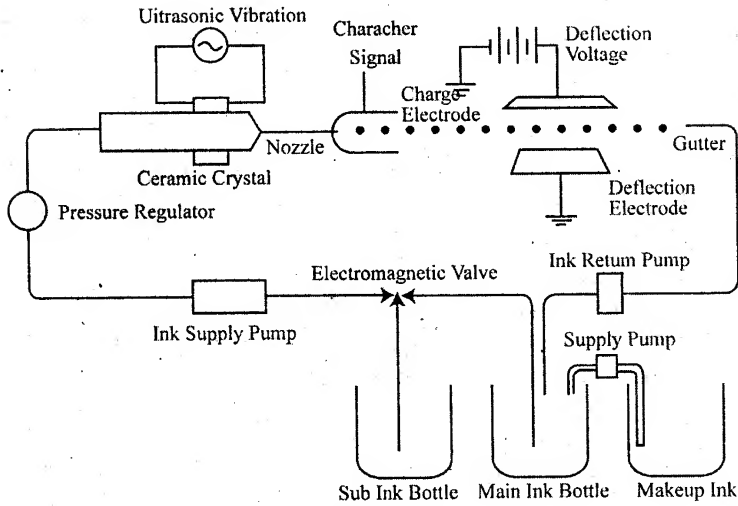 Uitrasonic Vibration
Characher
Signal
Deflection
Voltage
Charge
Electrode
Nozzle
Gutter
Ceramic Crystal
Deflection
Electrode
Pressure Regulator
Electromagnetic Valve
Ink Retum Pump
Ink Supply Pump
Supply Pump
Sub Ink Bottle
Main Ink Bottle
Makeup Ink